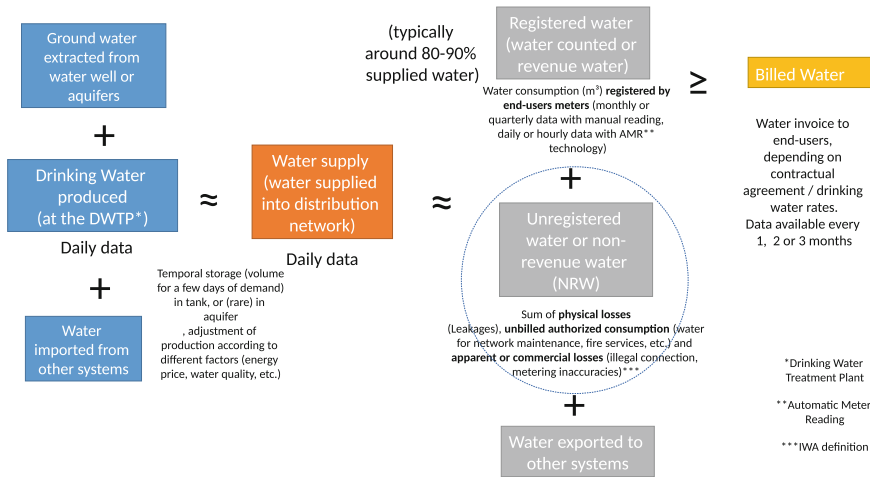 Ground water
extracted from
water well or
aquifers
+
Drinking Water
produced
(at the DWTP*)
Daily data
+
Water
imported from
other systems
≈
Temporal storage (volume
for a few days of demand)
in tank, or (rare) in
aquifer
, adjustment of
production according to
different factors (energy
price, water quality, etc.)
Water supply
(water supplied
into distribution
network)
Daily data
≈
(typically
around 80-90%
supplied water)
Registered water
(water counted or
revenue water)
Water consumption (m³) registered by
end-users meters (monthly or
quarterly data with manual reading,
daily or hourly data with AMR**
technology)
+
Unregistered
water or non-
revenue water
(NRW)
Sum of physical losses
(Leakages), unbilled authorized consumption (water
for network maintenance, fire services, etc.) and
apparent or commercial losses (illegal connection,
metering inaccuracies)***
+
Water exported to
other systems
≥
Billed Water
Water invoice to
end-users,
depending on
contractual
agreement / drinking
water rates.
Data available every
1, 2 or 3 months
*Drinking Water
Treatment Plant
**Automatic Meter
Reading
***IWA definition